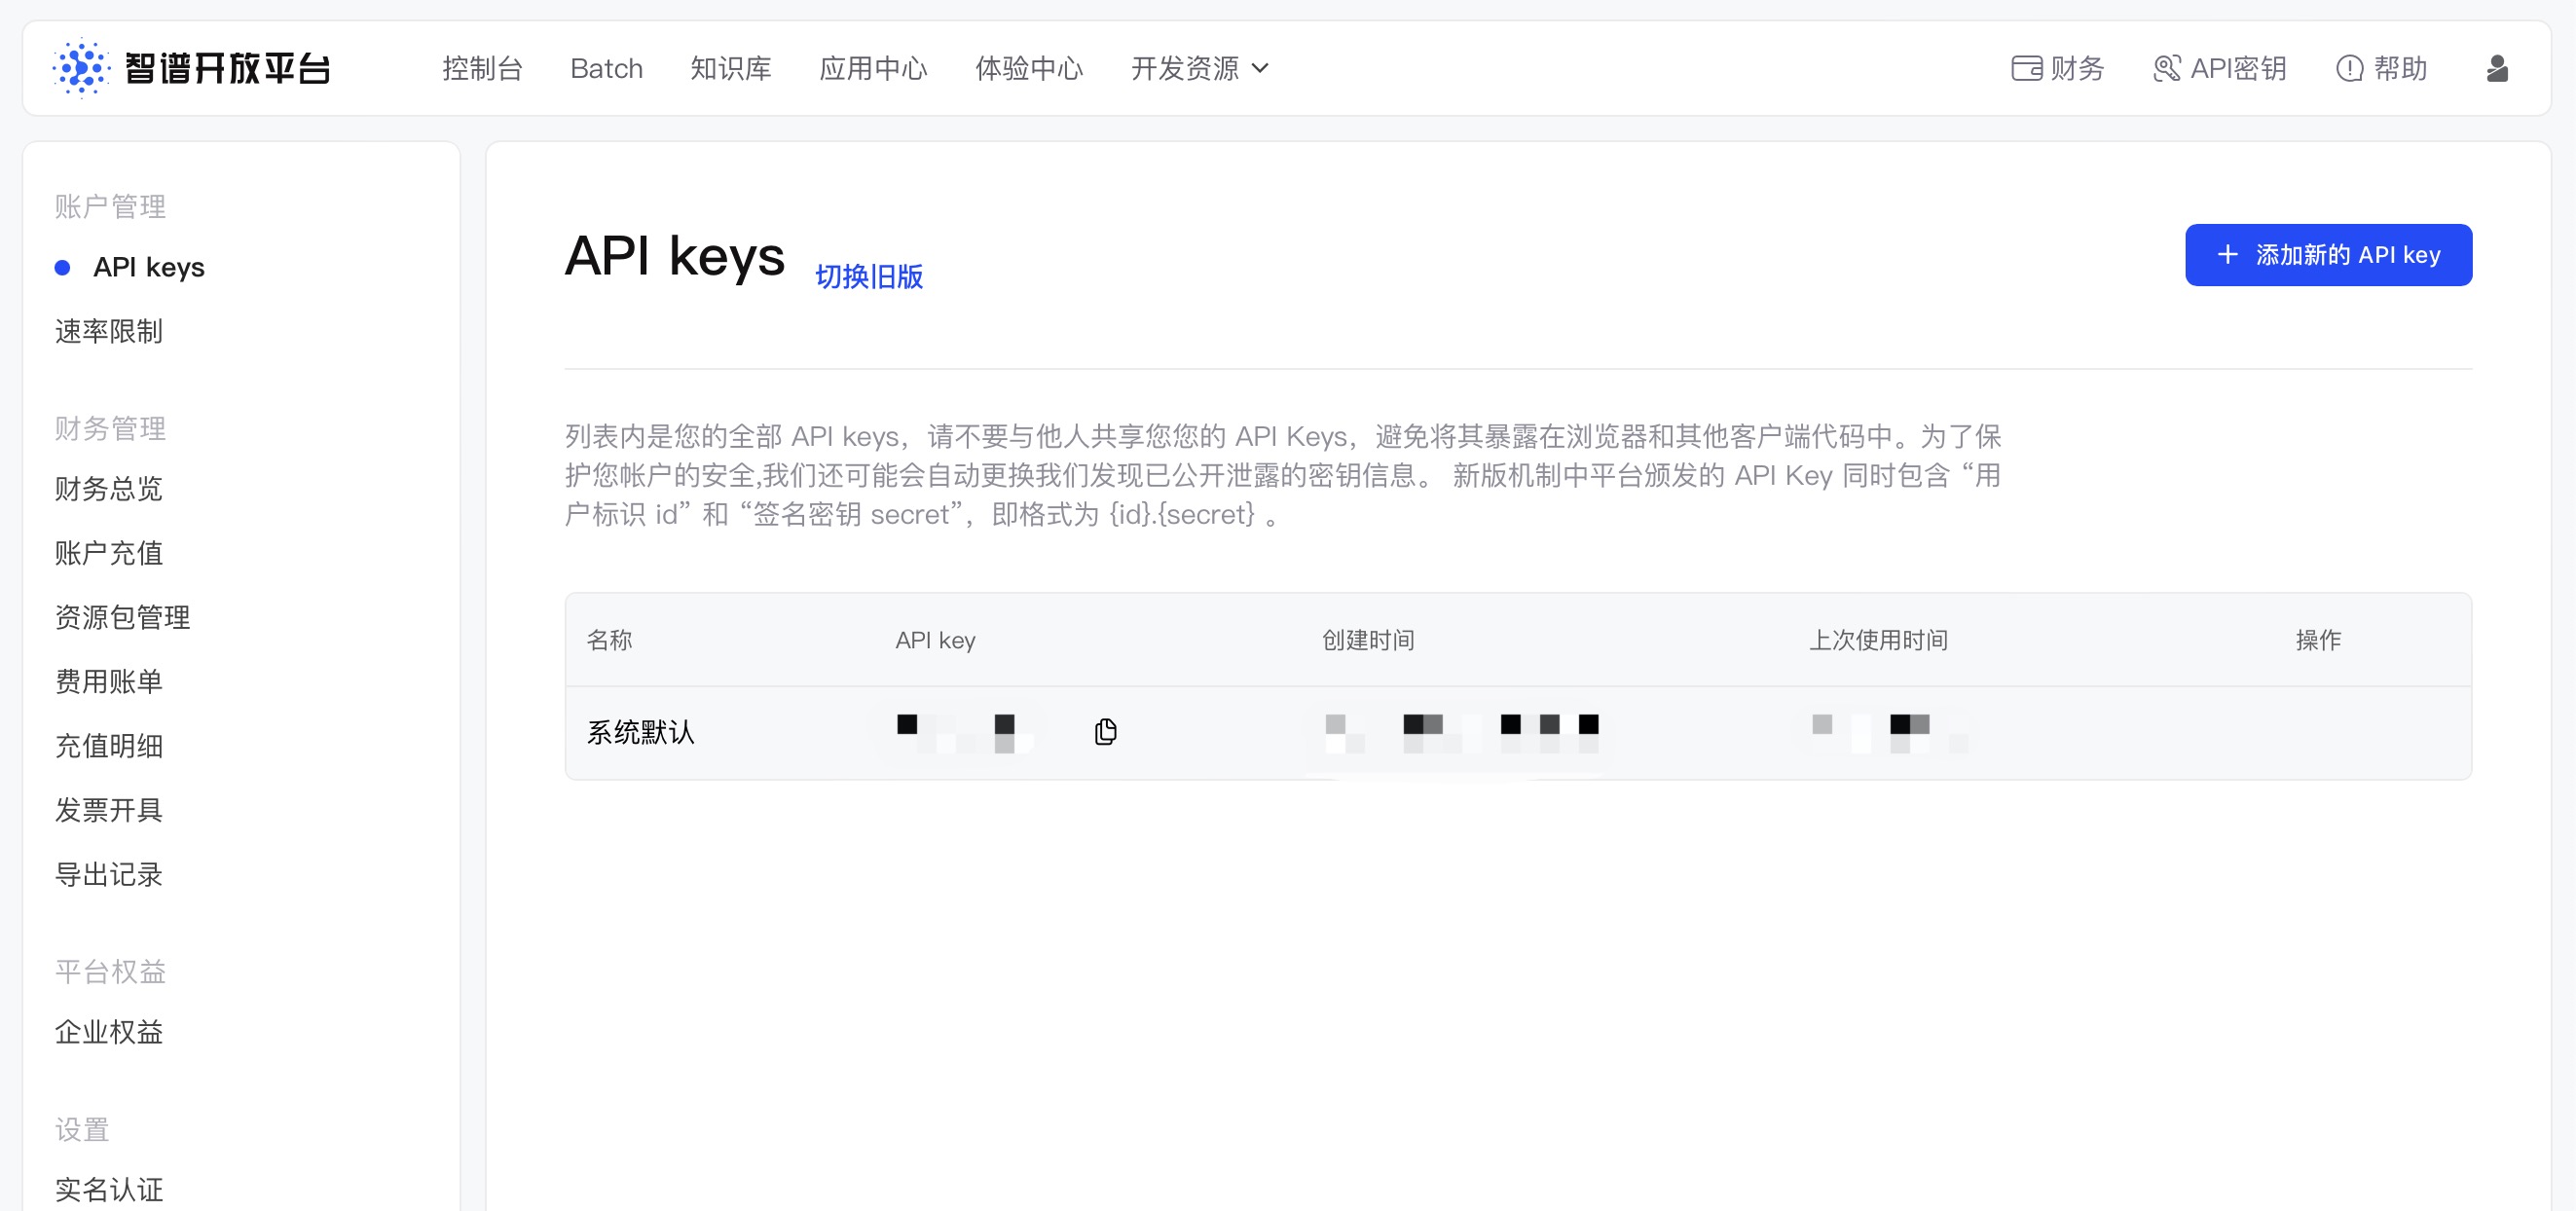 智谱开放平台
控制台 Batch 知识库 应用中心 体验中心 开发资源 财务 API密钥 帮助
账户管理
API keys
速率限制
财务管理
财务总览
账户充值
资源包管理
费用账单
充值明细
发票开具
导出记录
平台权益
企业权益
设置
实名认证
API keys 切换旧版
+ 添加新的 API key
列表内是您的全部 API keys，请不要与他人共享您您的 API Keys，避免将其暴露在浏览器和其他客户端代码中。为了保
护您帐户的安全,我们还可能会自动更换我们发现已公开泄露的密钥信息。 新版机制中平台颁发的 API Key 同时包含 “用
户标识 id” 和 “签名密钥 secret”，即格式为 {id}.{secret} 。
名称 API key 创建时间 上次使用时间 操作
系统默认